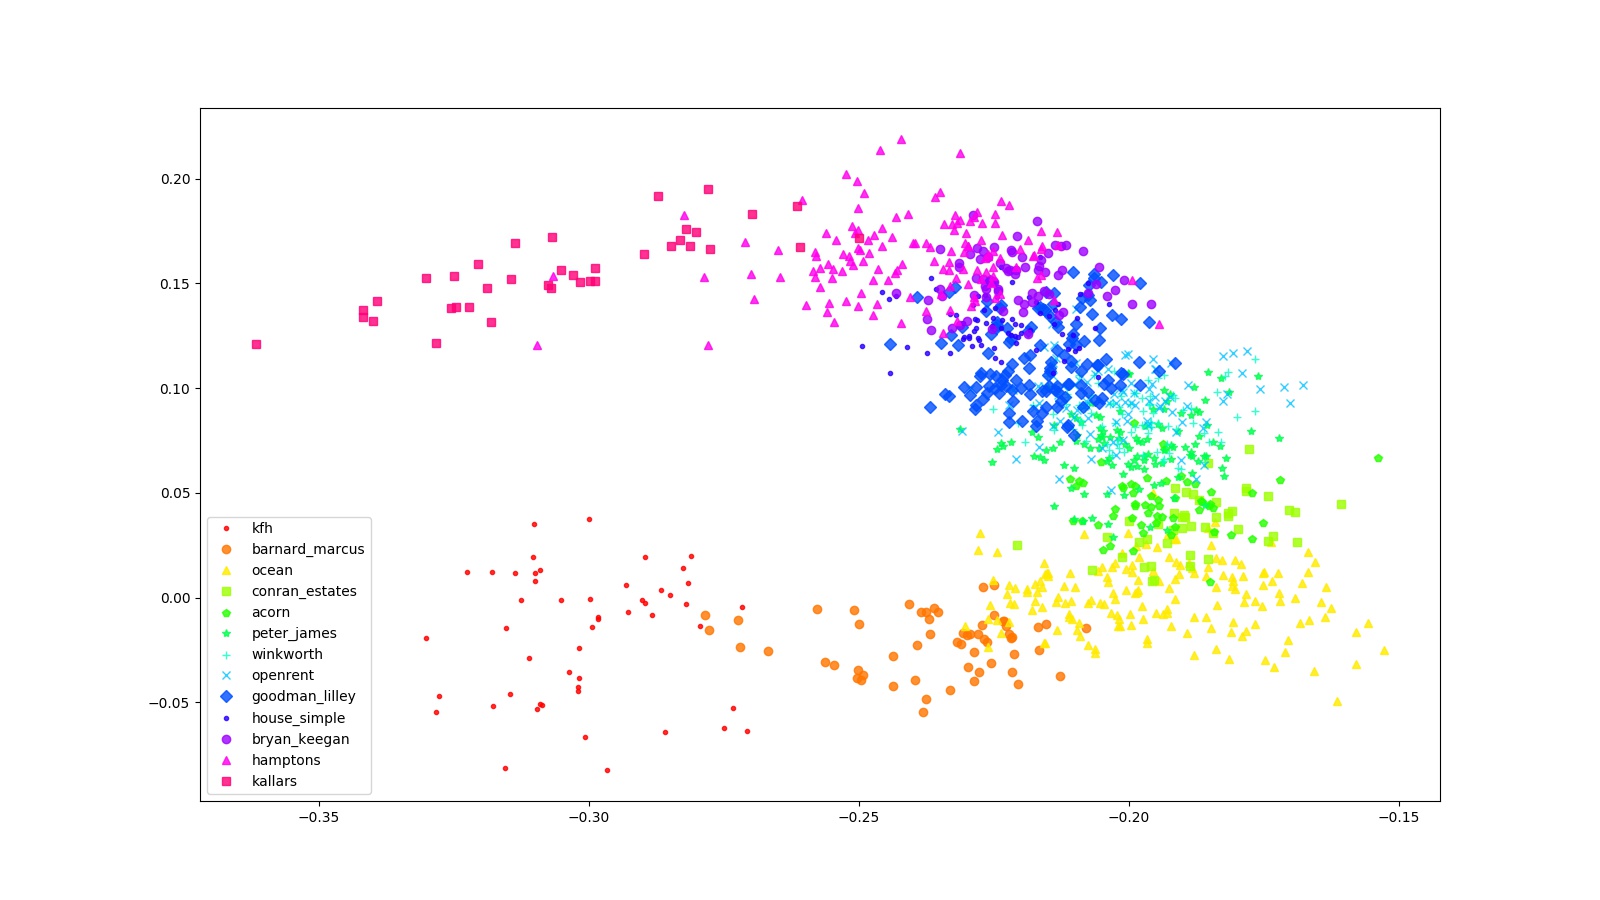 0.20
0.15
0.10
0.05
0.00
−0.05
kfh
barnard_marcus
ocean
conran_estates
acorn
peter_james
winkworth
openrent
goodman_lilley
house_simple
bryan_keegan
hamptons
kallars
−0.35 −0.30 −0.25 −0.20 −0.15